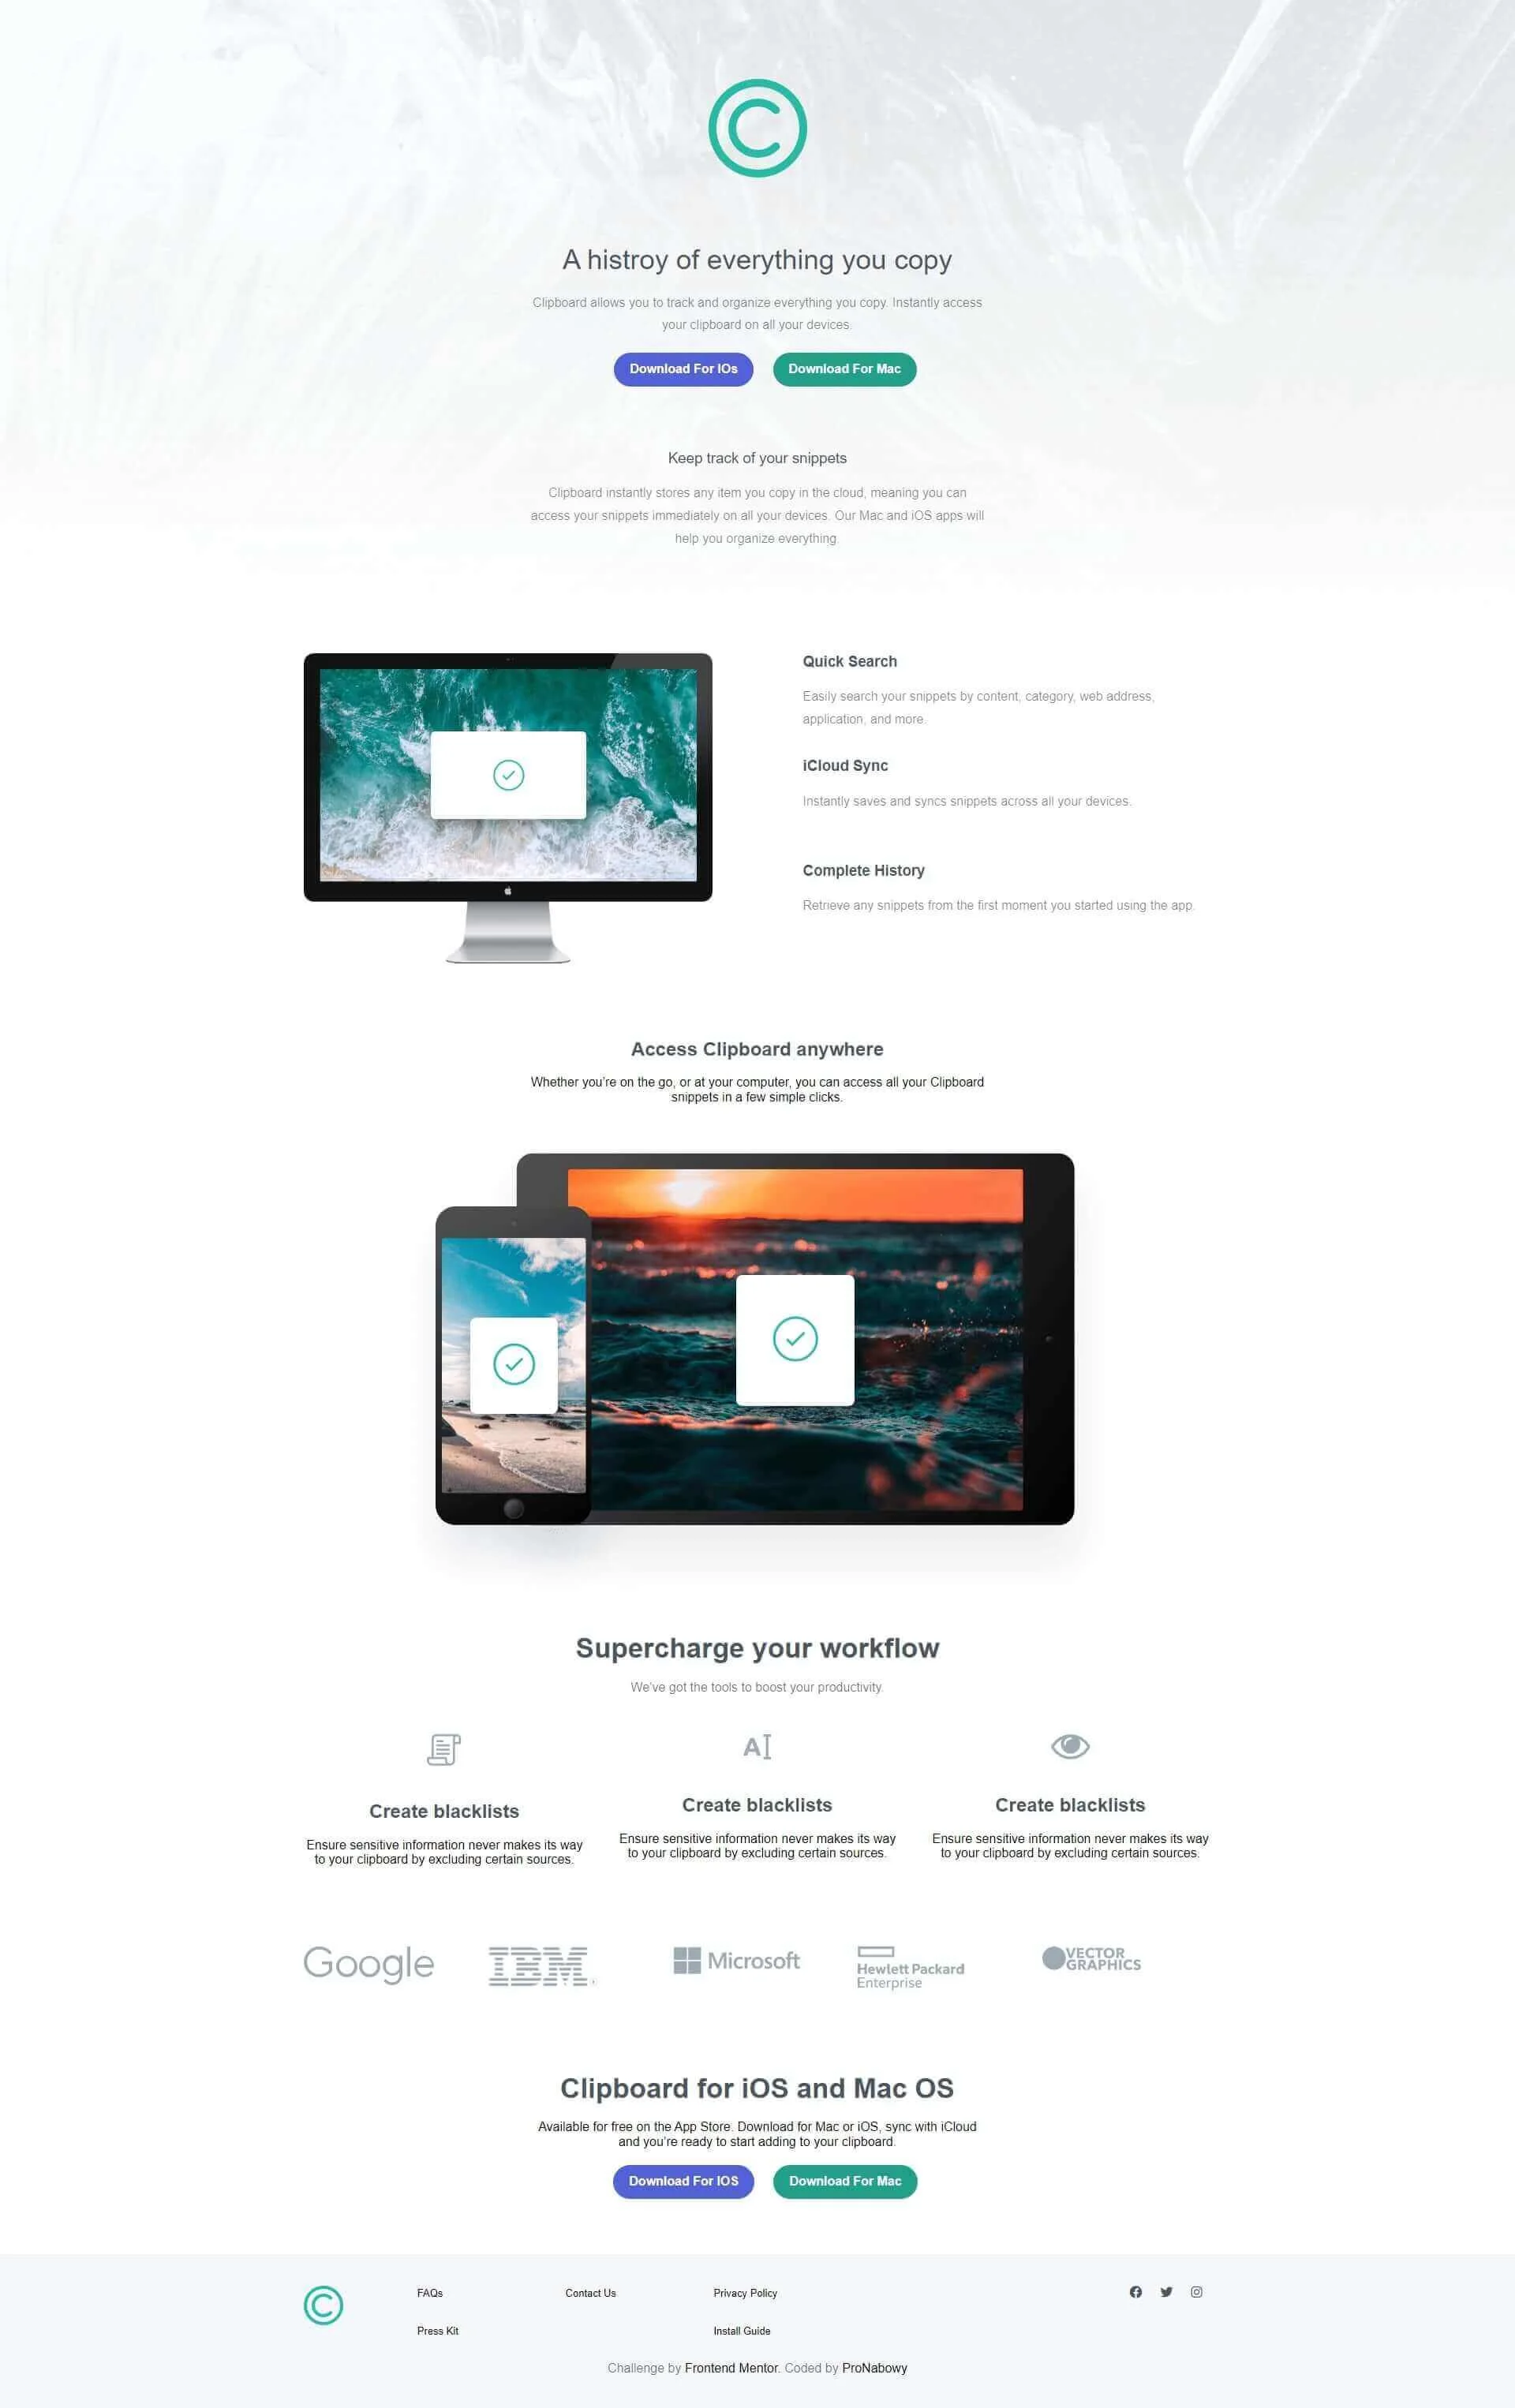 A histroy of everything you copy
Clipboard allows you to track and organize everything you copy. Instantly access
your clipboard on all your devices.
Download For IOs
Download For Mac
Keep track of your snippets
Clipboard instantly stores any item you copy in the cloud, meaning you can
access your snippets immediately on all your devices. Our Mac and iOS apps will
help you organize everything.
Quick Search
Easily search your snippets by content, category, web address,
application, and more.
iCloud Sync
Instantly saves and syncs snippets across all your devices.
Complete History
Retrieve any snippets from the first moment you started using the app.
Access Clipboard anywhere
Whether you’re on the go, or at your computer, you can access all your Clipboard
snippets in a few simple clicks.
Supercharge your workflow
We’ve got the tools to boost your productivity.
Create blacklists
Ensure sensitive information never makes its way
to your clipboard by excluding certain sources.
Create blacklists
Ensure sensitive information never makes its way
to your clipboard by excluding certain sources.
Create blacklists
Ensure sensitive information never makes its way
to your clipboard by excluding certain sources.
Google
IBM
Microsoft
Hewlett Packard
Enterprise
VECTOR
GRAPHICS
Clipboard for iOS and Mac OS
Available for free on the App Store. Download for Mac or iOS, sync with iCloud
and you’re ready to start adding to your clipboard.
Download For IOS
Download For Mac
FAQs
Contact Us
Privacy Policy
Press Kit
Install Guide
Challenge by Frontend Mentor. Coded by ProNabowy